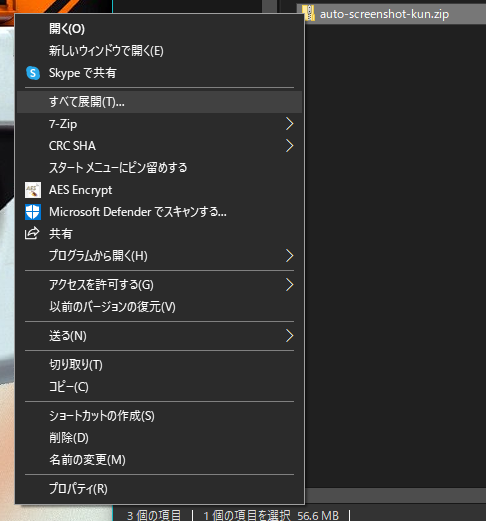 auto-screenshot-kun.zip
開く(O)
新しいウィンドウで開く(E)
Skype で共有
すべて展開(T)...
7-Zip
CRC SHA
スタート メニューにピン留めする
AES Encrypt
Microsoft Defender でスキャンする...
共有
プログラムから開く(H)
アクセスを許可する(G)
以前のバージョンの復元(V)
送る(N)
切り取り(T)
コピー(C)
ショートカットの作成(S)
削除(D)
名前の変更(M)
プロパティ(R)
3 個の項目 | 1 個の項目を選択 56.6 MB |